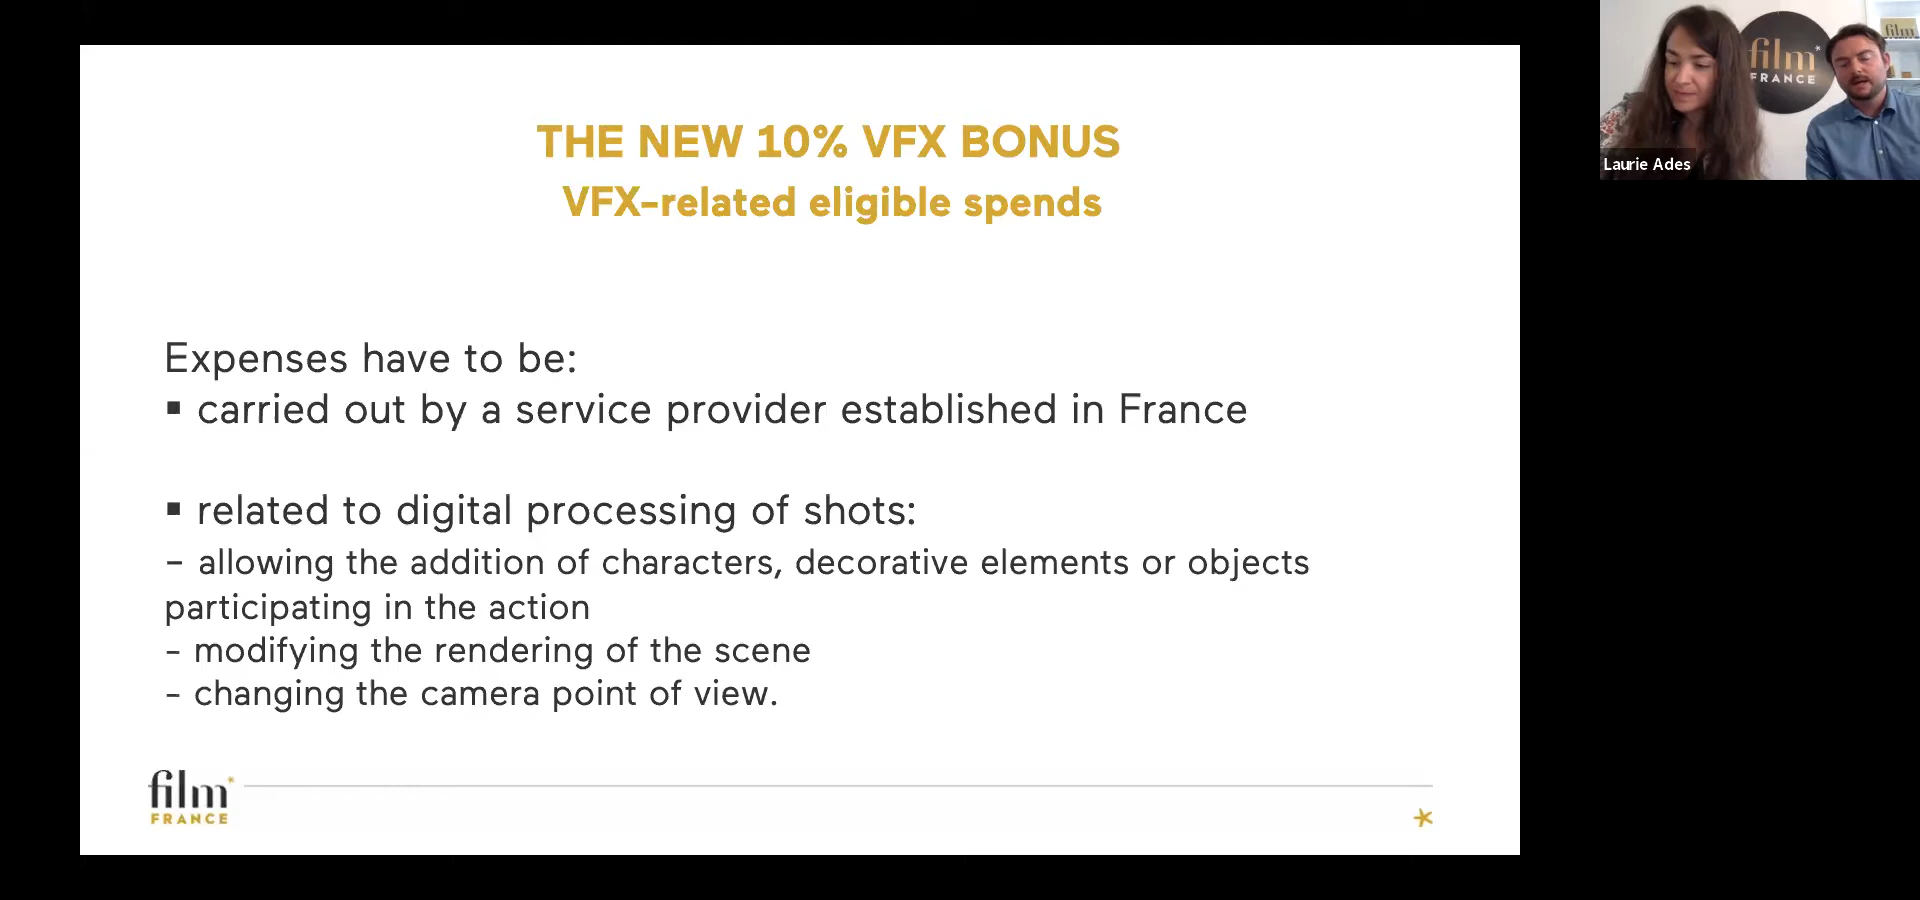 THE NEW 10% VFX BONUS
VFX-related eligible spends
Expenses have to be:
▪ carried out by a service provider established in France
▪ related to digital processing of shots:
– allowing the addition of characters, decorative elements or objects
participating in the action
- modifying the rendering of the scene
- changing the camera point of view.
film*
FRANCE
*
film*
FRANCE
film
Laurie Ades